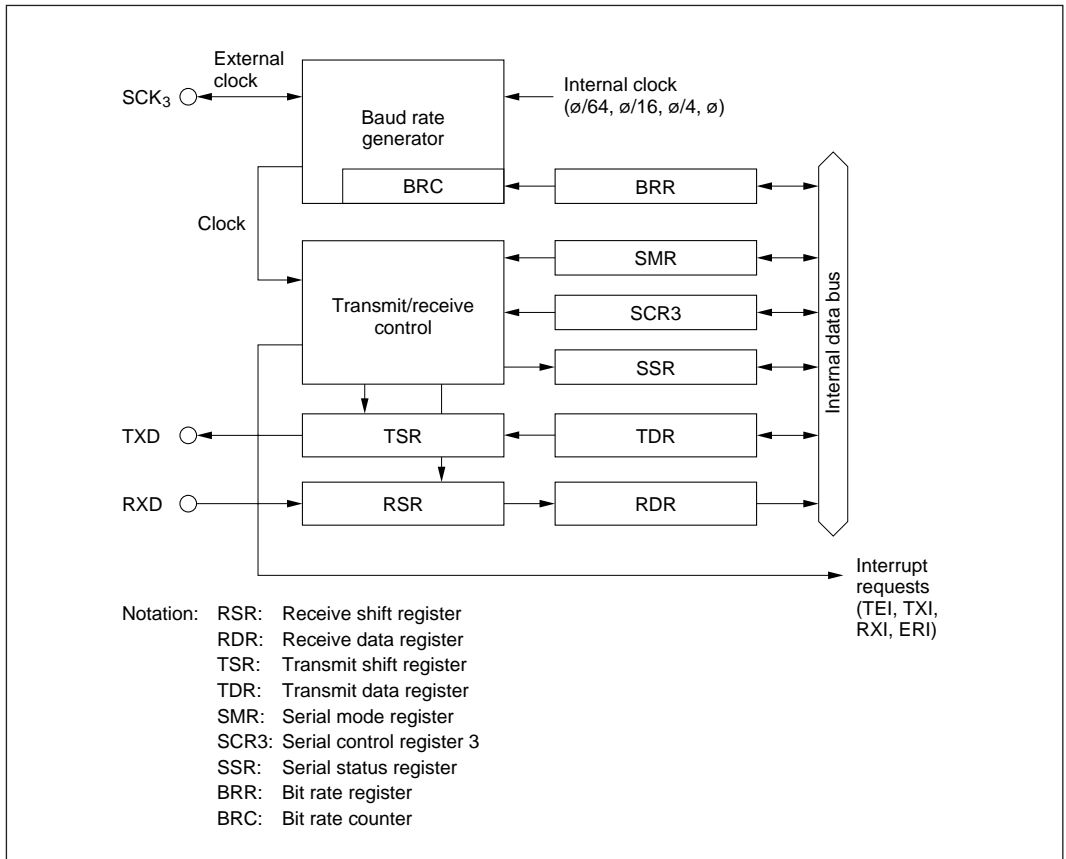 External
clock
SCK3
Baud rate
generator
Internal clock
(ø/64, ø/16, ø/4, ø)
BRC
BRR
Clock
Transmit/receive
control
SMR
SCR3
SSR
Internal data bus
TXD
TSR
TDR
RXD
RSR
RDR
Interrupt
requests
(TEI, TXI,
RXI, ERI)
Notation: RSR: Receive shift register
RDR: Receive data register
TSR: Transmit shift register
TDR: Transmit data register
SMR: Serial mode register
SCR3: Serial control register 3
SSR: Serial status register
BRR: Bit rate register
BRC: Bit rate counter